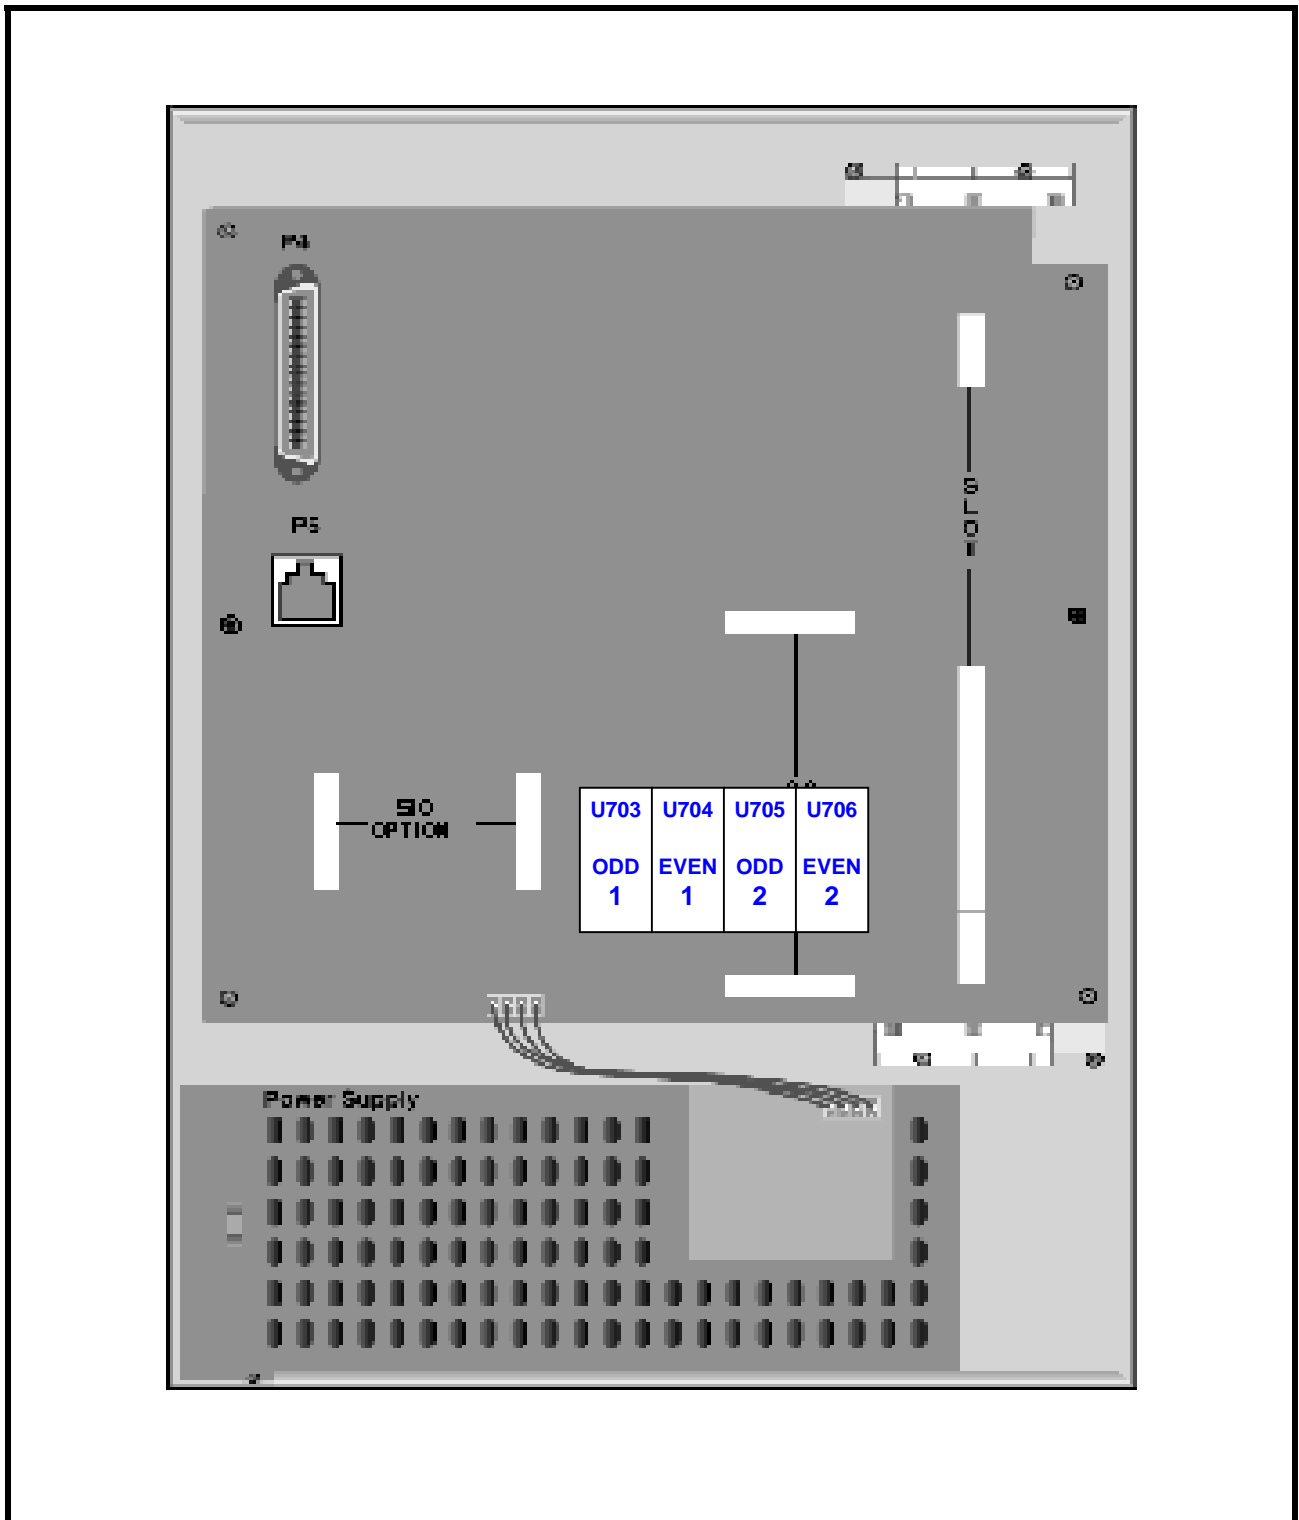 P4
P5
SLOT
SIO
OPTION
U703 U704 U705 U706
ODD EVEN ODD EVEN
1 1 2 2
Power Supply